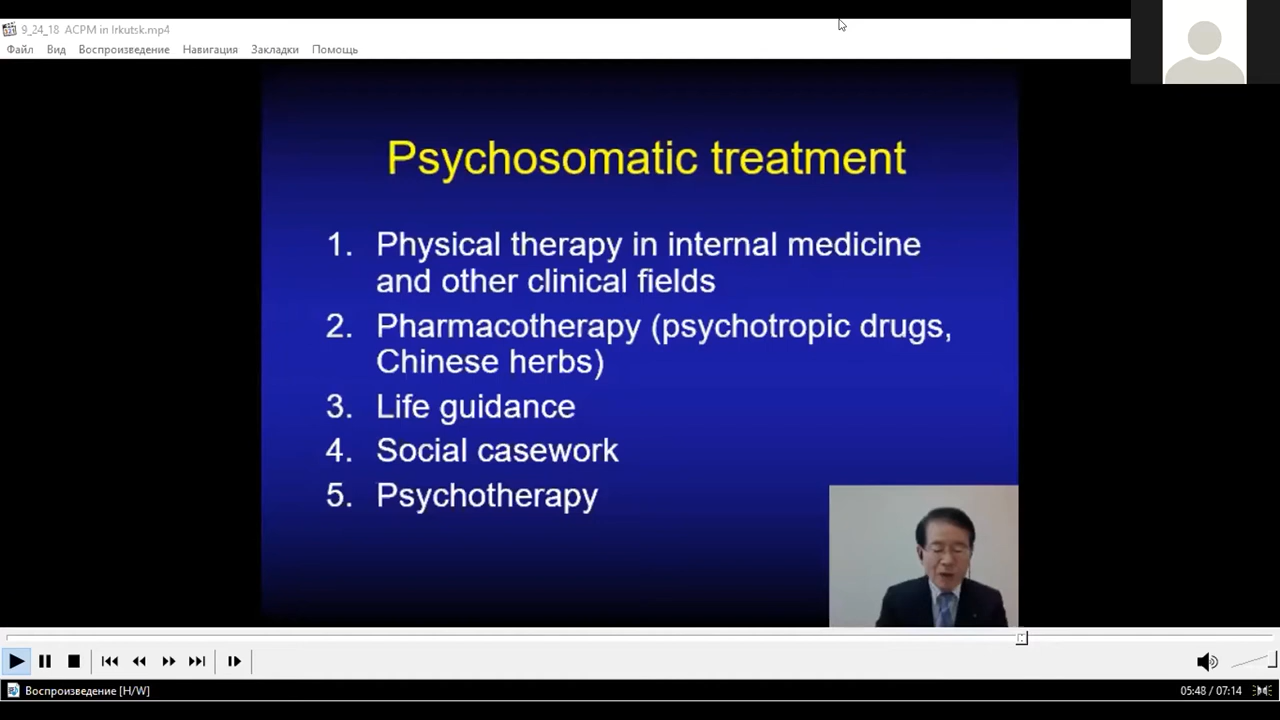 9_24_18 ACPM in Irkutsk.mp4
Файл Вид Воспроизведение Навигация Закладки Помощь
Psychosomatic treatment
1. Physical therapy in internal medicine
and other clinical fields
2. Pharmacotherapy (psychotropic drugs,
Chinese herbs)
3. Life guidance
4. Social casework
5. Psychotherapy
Воспроизведение [H/W]
05:48 / 07:14